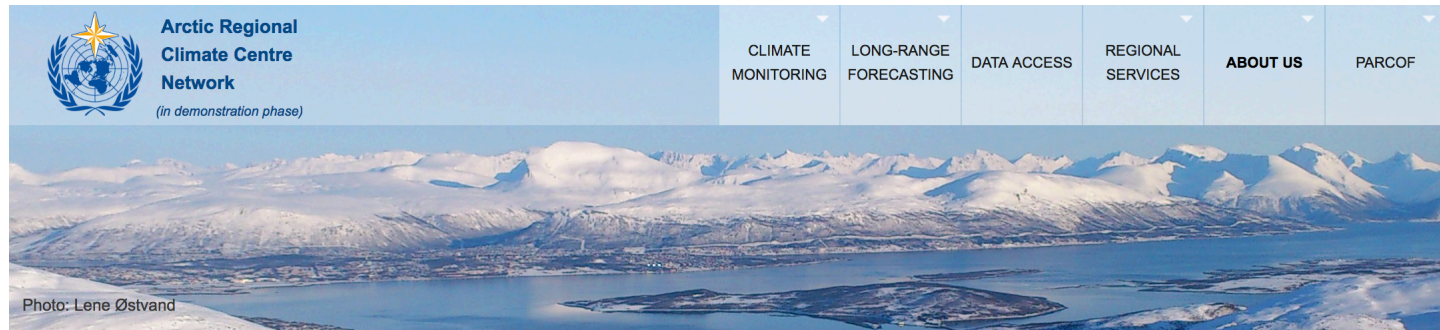 Arctic Regional
Climate Centre
Network
(in demonstration phase)
CLIMATE
MONITORING
LONG-RANGE
FORECASTING
DATA ACCESS
REGIONAL
SERVICES
ABOUT US
PARCOF
Photo: Lene Østvand